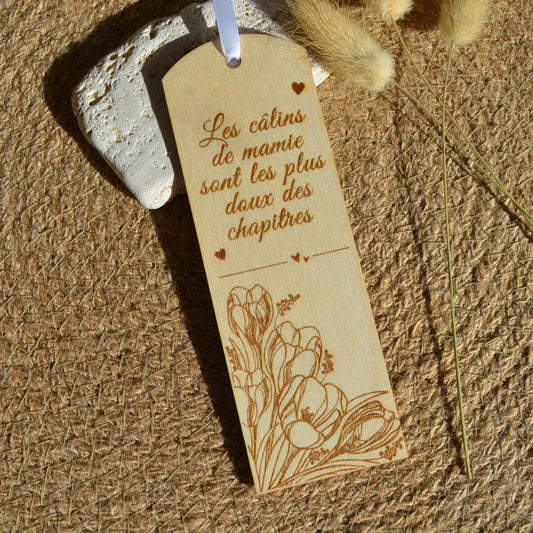 Les câlins
de mamie
sont les plus
doux des
chapitres